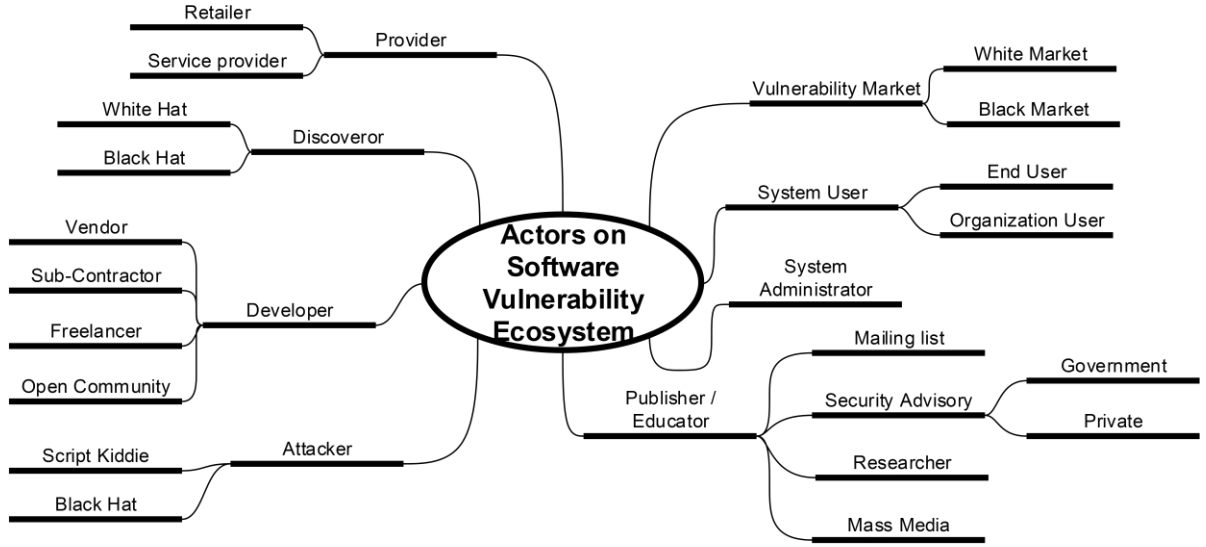 Retailer
Provider
Service provider
White Hat
Discoveror
Black Hat
Vendor
Sub-Contractor
Developer
Freelancer
Open Community
Script Kiddie
Attacker
Black Hat
Actors on
Software
Vulnerability
Ecosystem
White Market
Vulnerability Market
Black Market
End User
System User
Organization User
System
Administrator
Mailing list
Publisher /
Educator
Security Advisory
Government
Private
Researcher
Mass Media